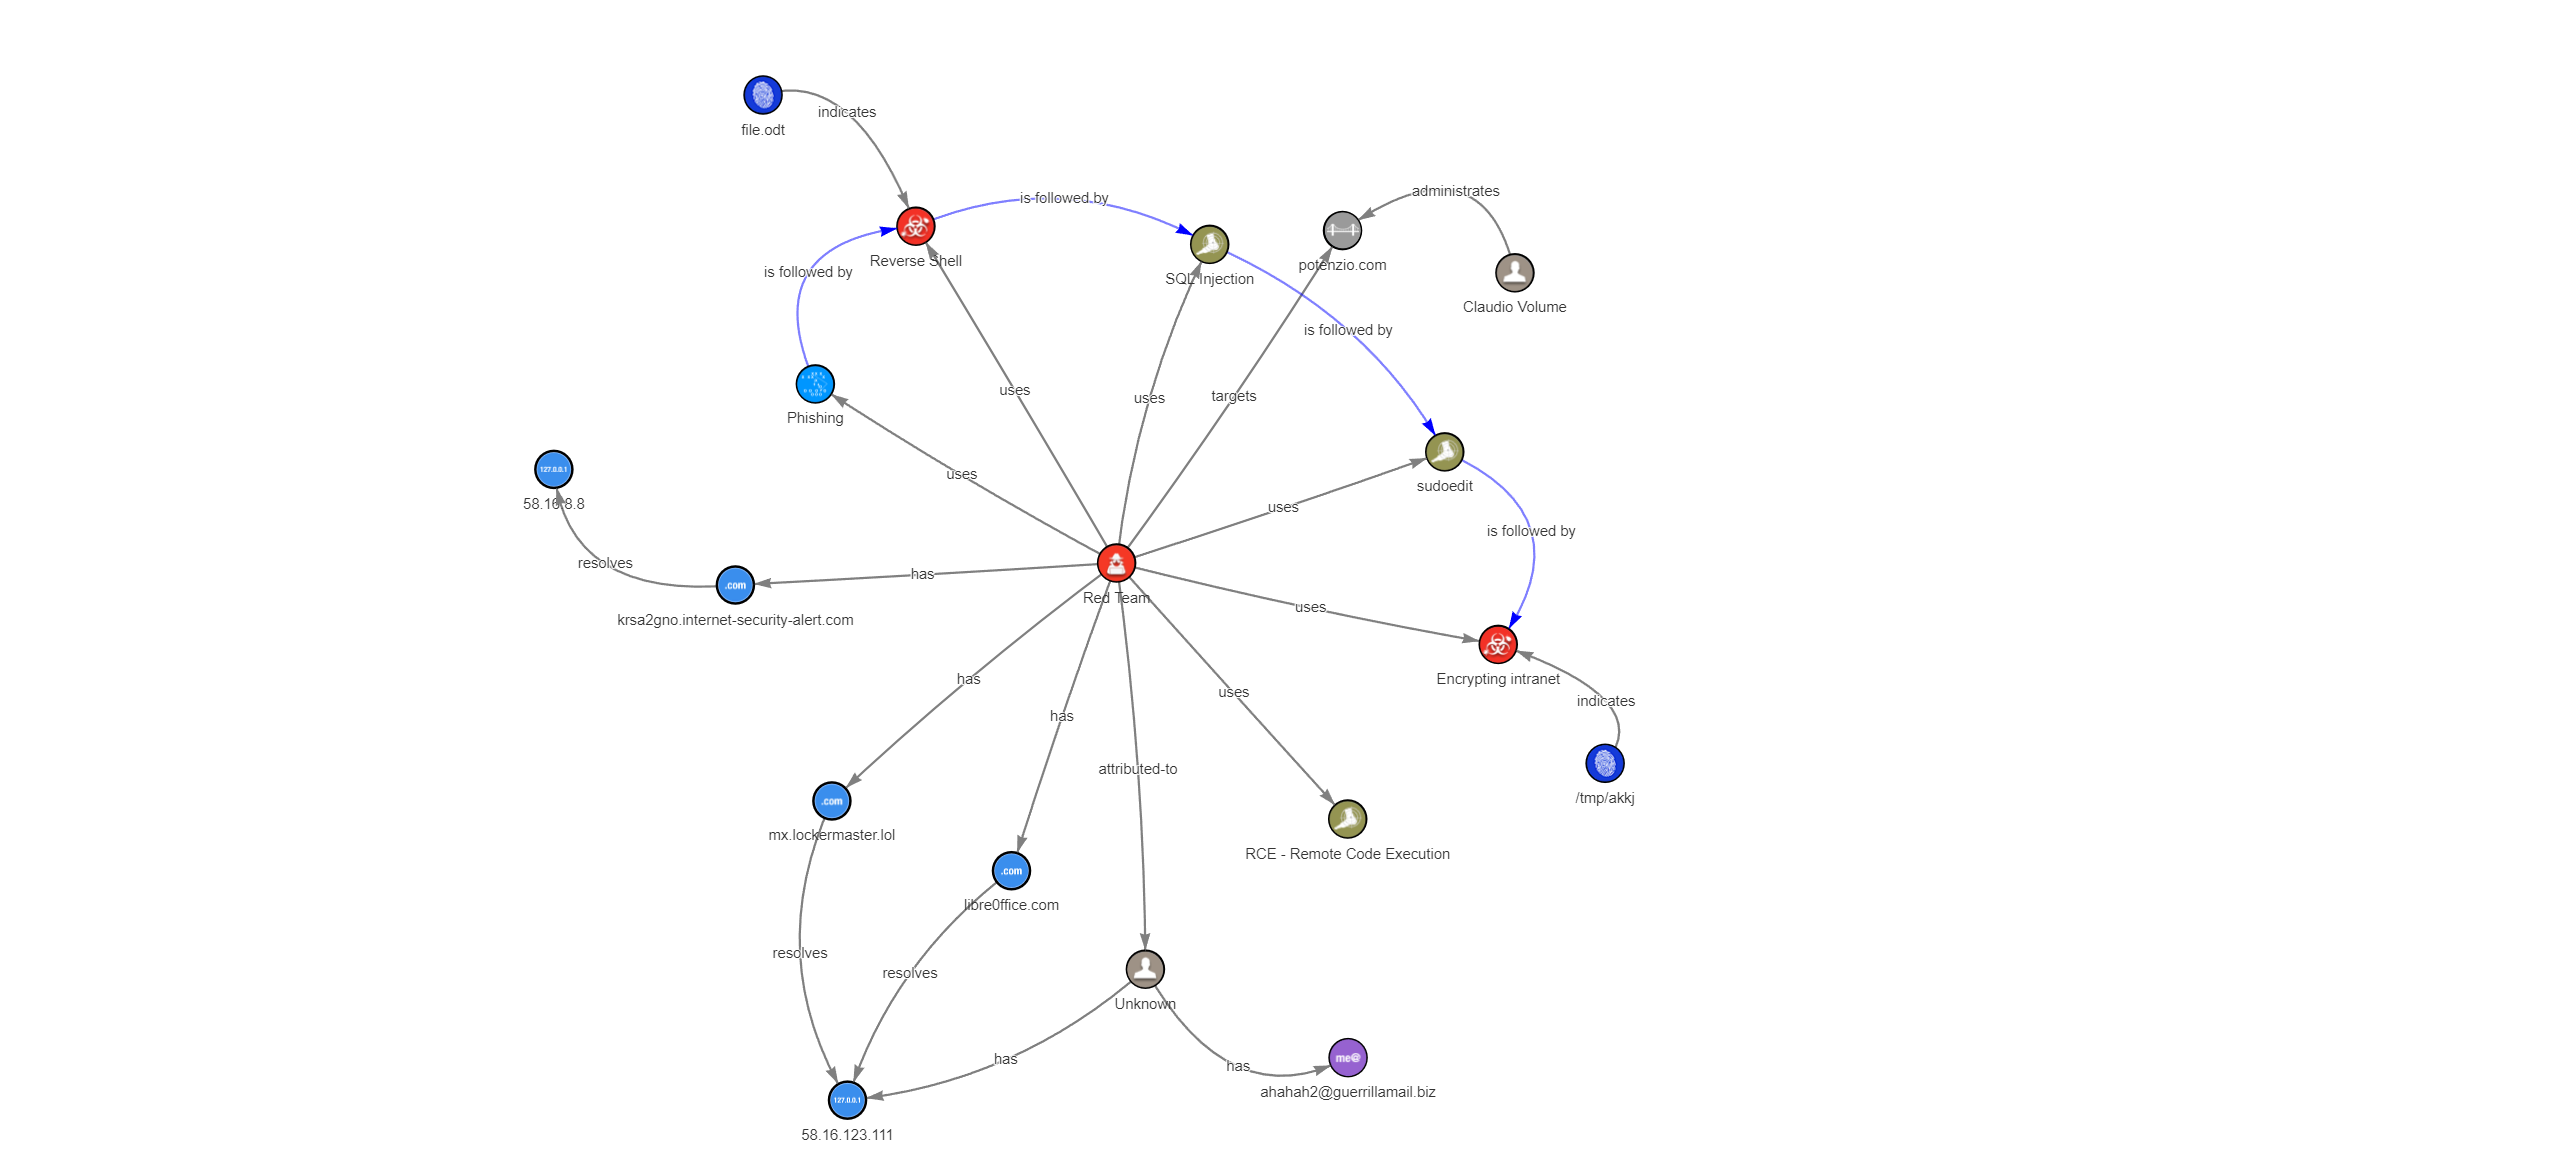 file.odt
indicates
Reverse Shell
is followed by
SQL Injection
potenzio.com
administrates
Claudio Volume
is followed by
is followed by
Phishing
uses
uses
targets
sudoedit
uses
uses
127.0.0.1
58.16.8.8
resolves
.com
krsa2gno.internet-security-alert.com
has
Red Team
is followed by
uses
Encrypting intranet
indicates
/tmp/akkj
has
has
uses
attributed-to
.com
mx.lockermaster.lol
.com
libre0ffice.com
RCE - Remote Code Execution
resolves
resolves
Unknown
has
has
me@
ahahah2@guerrillamail.biz
127.0.0.1
58.16.123.111